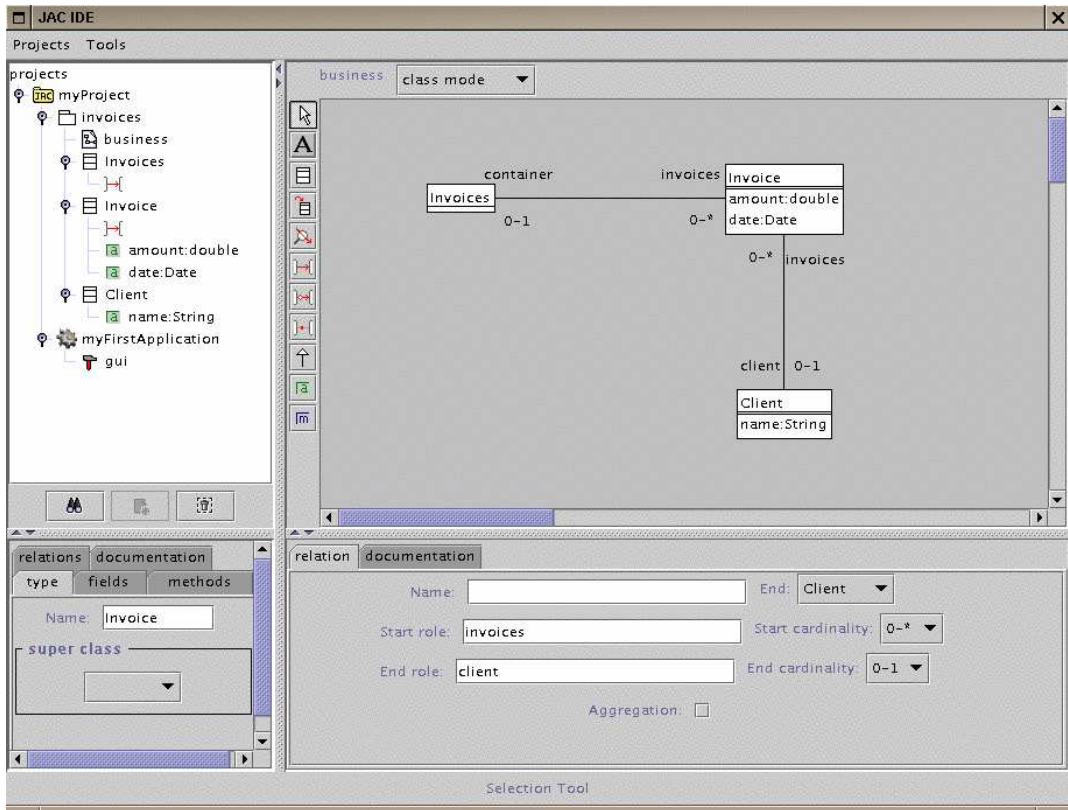 JAC IDE
Projects Tools
projects
JAC myProject
invoices
business
Invoices
Invoice
a amount:double
a date:Date
Client
a name:String
myFirstApplication
gui
business class mode
A
a
m
container
invoices
Invoices
0-1
0-*
Invoice
amount:double
date:Date
0-* invoices
client 0-1
Client
name:String
relations documentation
type fields methods
Name: Invoice
super class
relation documentation
Name: End: Client
Start role: invoices Start cardinality: 0-*
End role: client End cardinality: 0-1
Aggregation:
Selection Tool